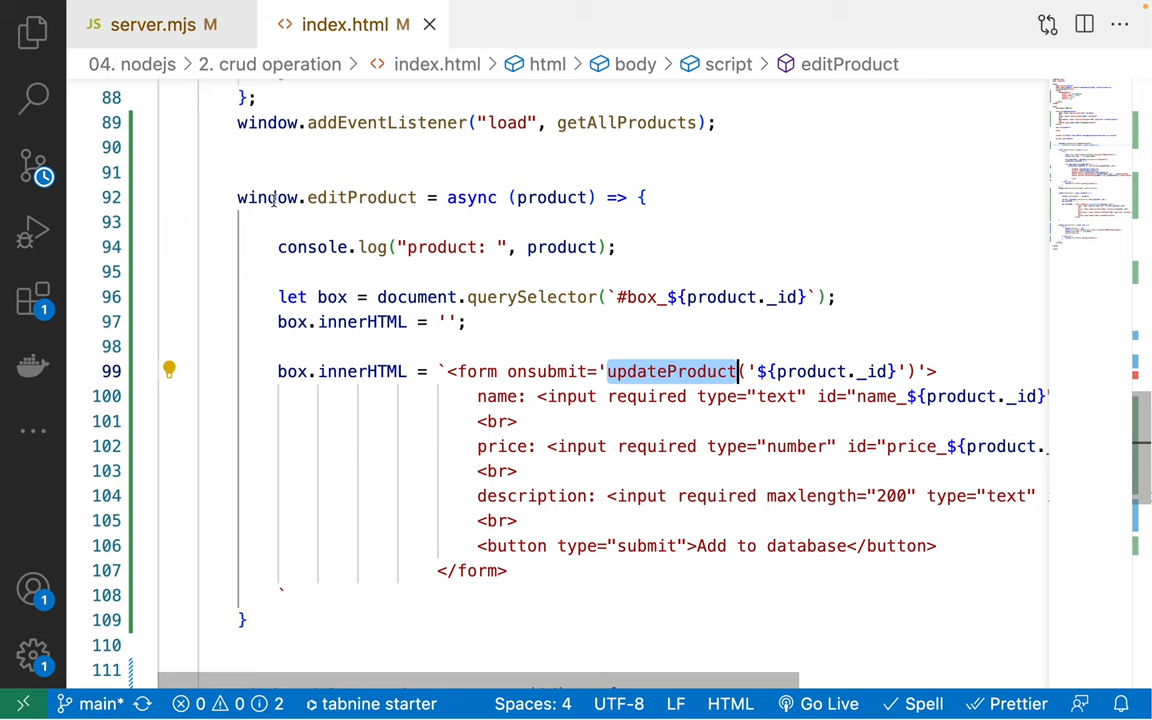 JS server.mjs M
<> index.html M
04. nodejs > 2. crud operation > <> index.html > html > body > script > editProduct
88 };
89 window.addEventListener("load", getAllProducts);
90
91
92 window.editProduct = async (product) => {
93
94 console.log("product: ", product);
95
96 let box = document.querySelector(`#box_${product._id}`);
97 box.innerHTML = '';
98
99 box.innerHTML = `<form onsubmit='updateProduct('${product._id}')'>
100 name: <input required type="text" id="name_${product._id}"
101 <br>
102 price: <input required type="number" id="price_${product._
103 <br>
104 description: <input required maxlength="200" type="text"
105 <br>
106 <button type="submit">Add to database</button>
107 </form>
108 `
109 }
110
111
1
1
1
main* 0 0 2 tabnine starter Spaces: 4 UTF-8 LF HTML Go Live Spell Prettier